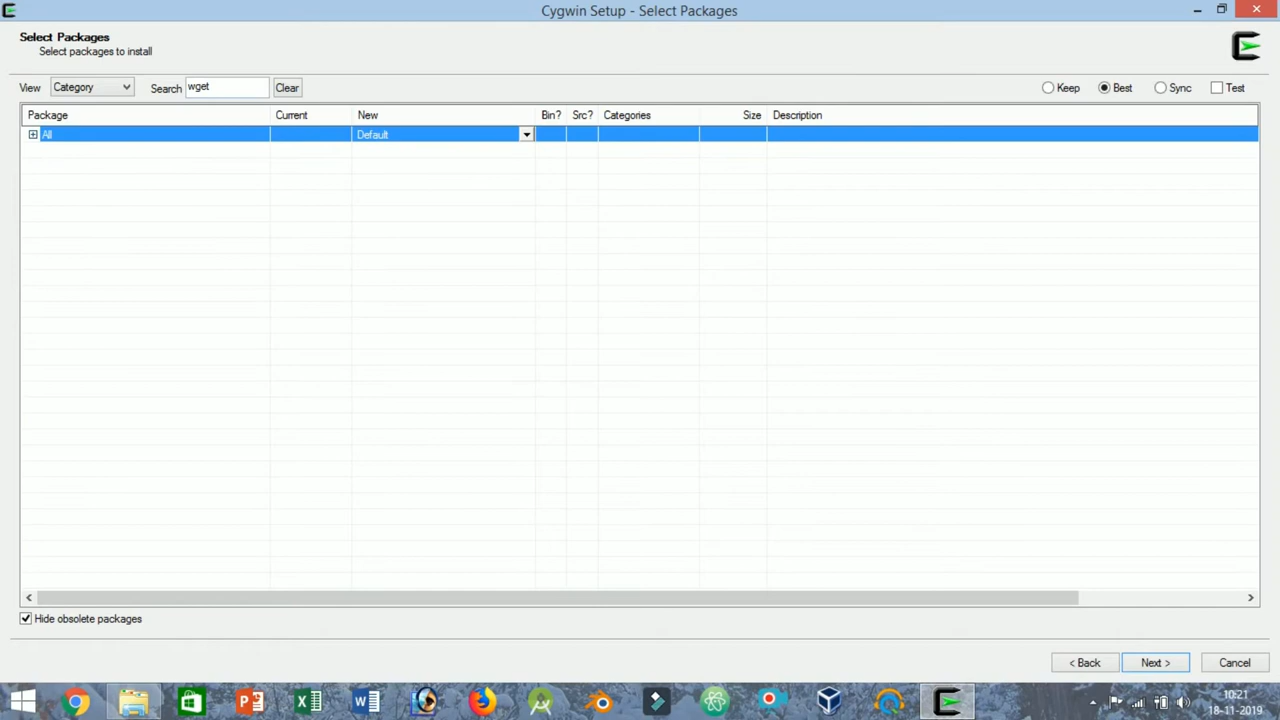 Cygwin Setup - Select Packages
Select Packages
Select packages to install
View Category Search wget Clear Keep Best Sync Test
Package Current New Bin? Src? Categories Size Description
All Default
Hide obsolete packages
< Back Next > Cancel
10:21
18-11-2019